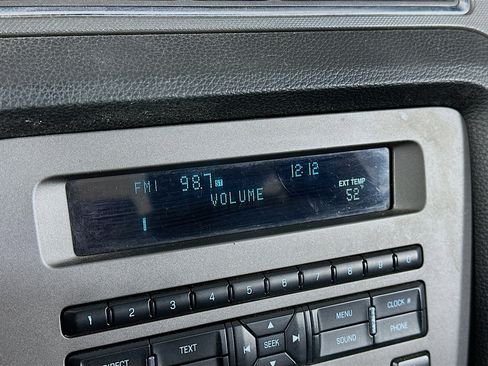 FM1 98.7 12:12 EXT TEMP
VOLUME 52°
1 2 3 4 5 6 7 8 9 0
DIRECT TEXT SEEK MENU CLOCK #
SOUND PHONE